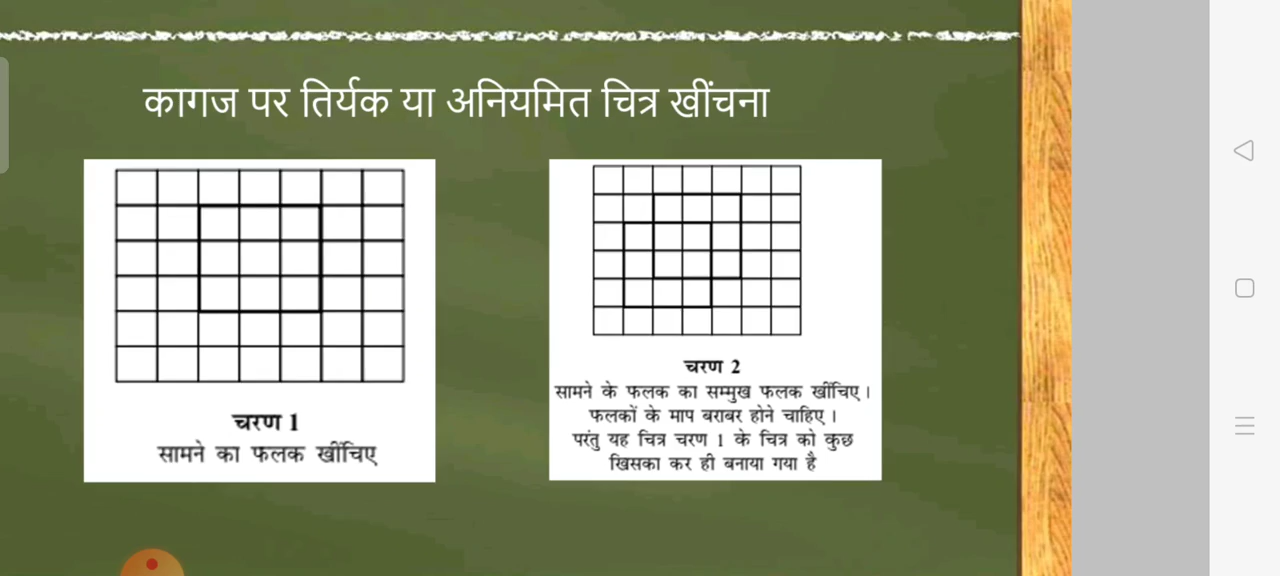 कागज पर तिर्यक या अनियमित चित्र खींचना
चरण 1
सामने का फलक खींचिए
चरण 2
सामने के फलक का सम्मुख फलक खींचिए।
फलकों के माप बराबर होने चाहिए।
परंतु यह चित्र चरण 1 के चित्र को कुछ
खिसका कर ही बनाया गया है